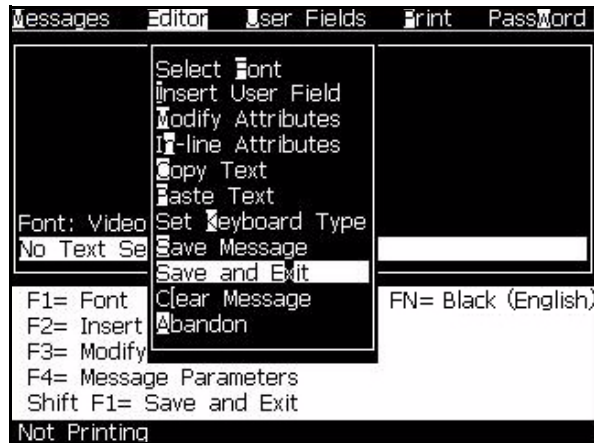 Messages Editor User Fields Print PassWord
Select Font
Insert User Field
Modify Attributes
In-line Attributes
Copy Text
Paste Text
Font: Video Set Keyboard Type
No Text Se Save Message
Save and Exit
F1= Font Clear Message FN= Black (English)
F2= Insert Abandon
F3= Modify
F4= Message Parameters
Shift F1= Save and Exit
Not Printing